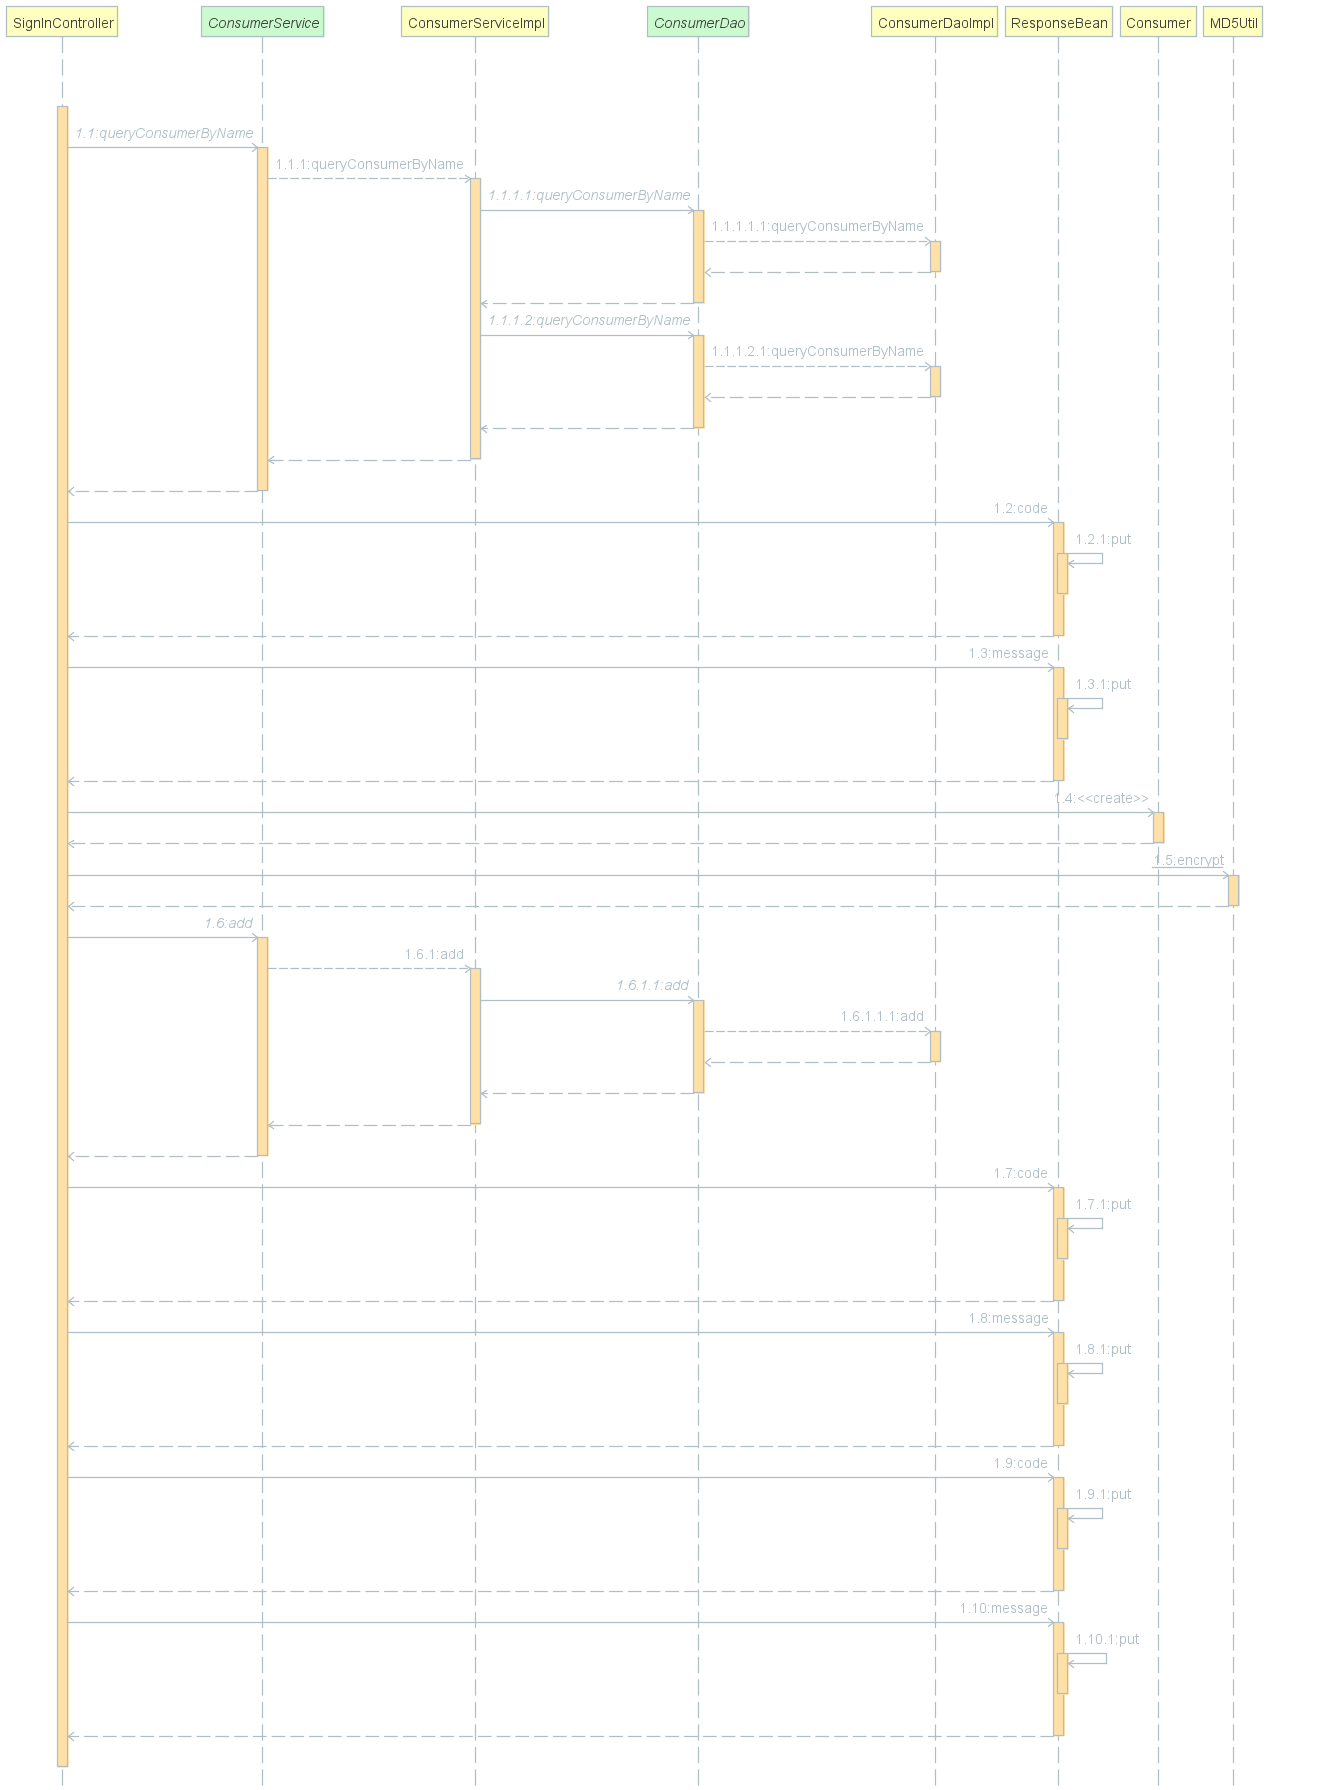 SignInController
ConsumerService
ConsumerServiceImpl
ConsumerDao
ConsumerDaoImpl
ResponseBean
Consumer
MD5Util
1.1:queryConsumerByName
1.1.1:queryConsumerByName
1.1.1.1:queryConsumerByName
1.1.1.1.1:queryConsumerByName
1.1.1.2:queryConsumerByName
1.1.1.2.1:queryConsumerByName
1.2:code
1.2.1:put
1.3:message
1.3.1:put
1.4:<<create>>
1.5:encrypt
1.6:add
1.6.1:add
1.6.1.1:add
1.6.1.1.1:add
1.7:code
1.7.1:put
1.8:message
1.8.1:put
1.9:code
1.9.1:put
1.10:message
1.10.1:put